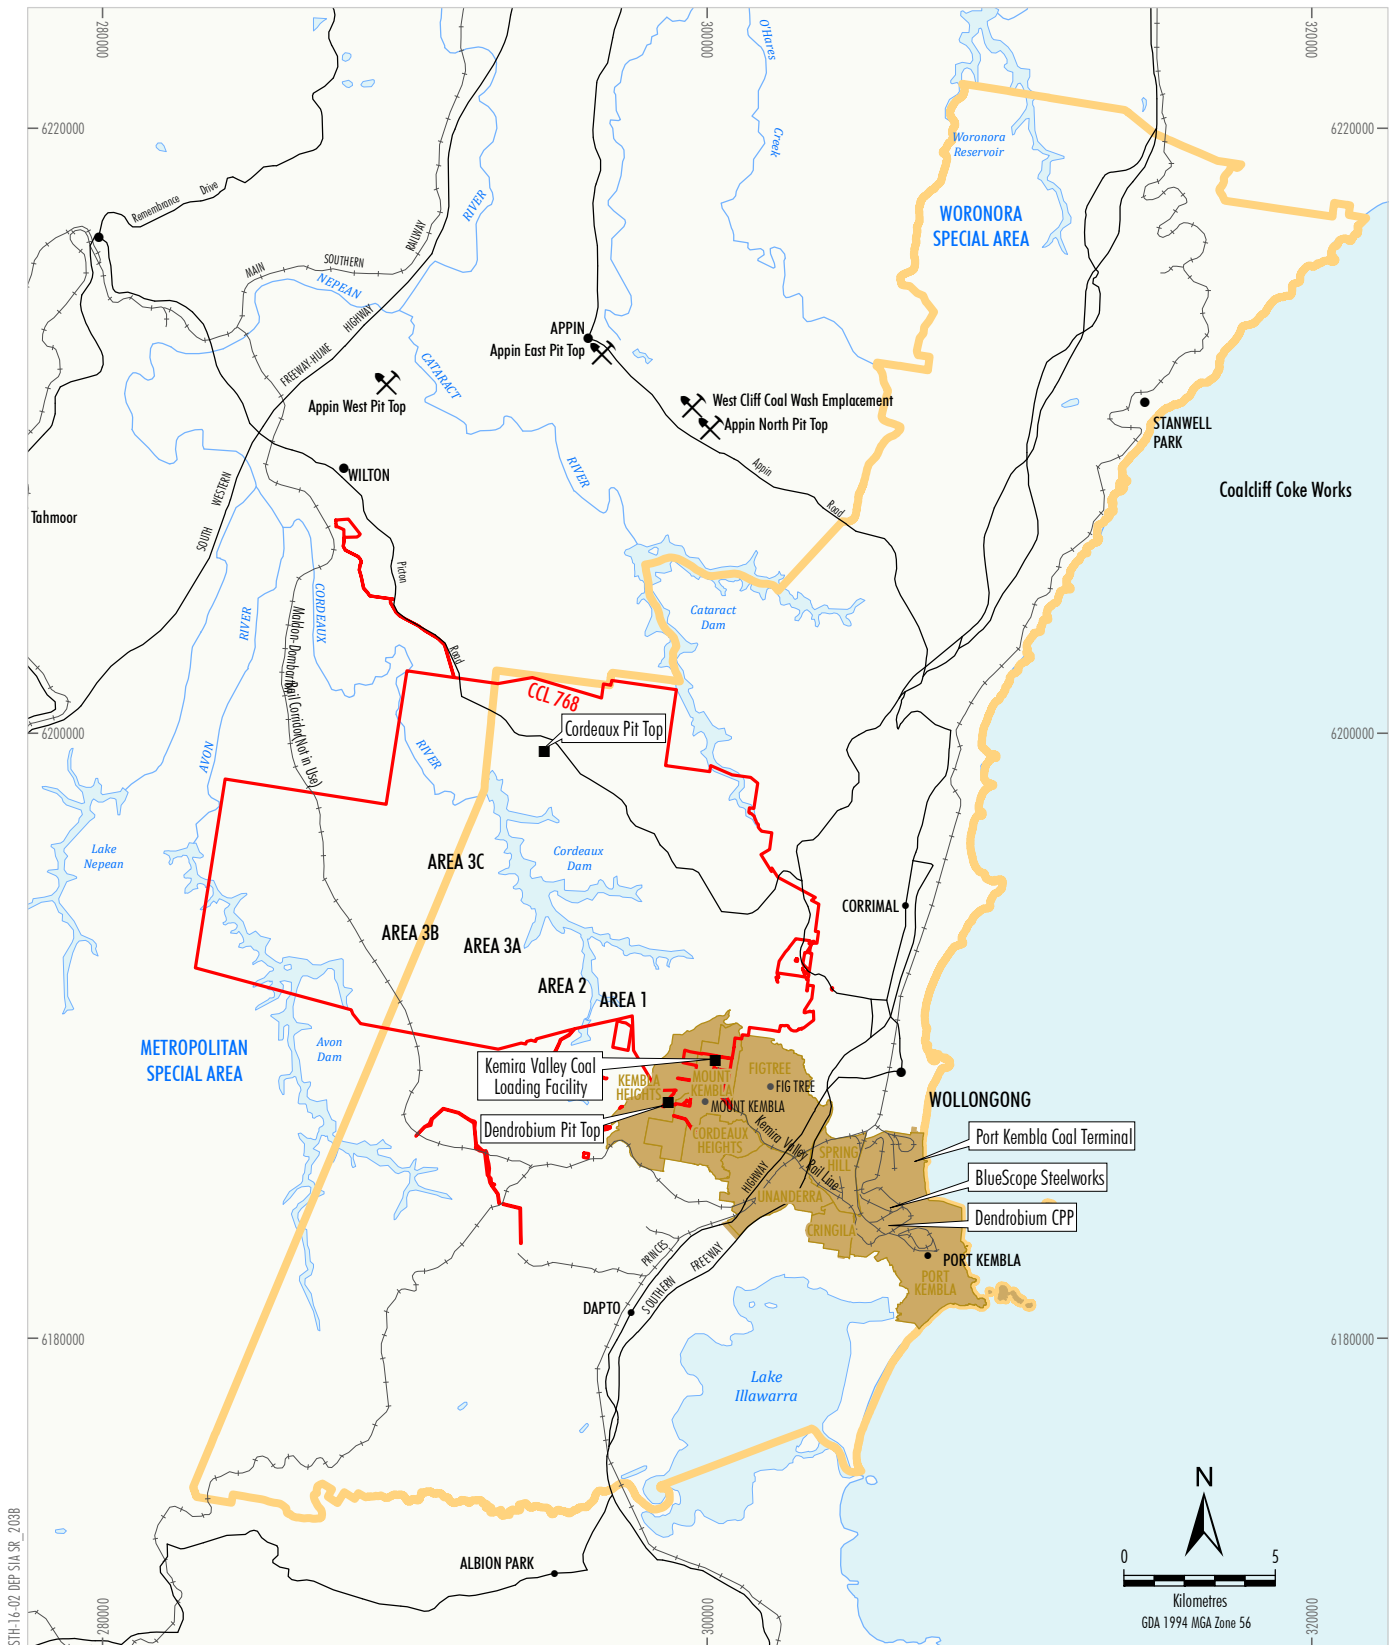 280000
300000
320000
O'Hares
Creek
6220000
6220000
Woronora
Reservoir
Remembrance Drive
RIVER
WORONORA
SPECIAL AREA
MAIN SOUTHERN RAILWAY
NEPEAN
FREEWAY-HUME HIGHWAY
APPIN
Appin East Pit Top
CATARACT
Appin West Pit Top
West Cliff Coal Wash Emplacement
Appin North Pit Top
STANWELL
PARK
RIVER
Appin Road
WILTON
SOUTH WESTERN
Coalcliff Coke Works
Tahmoor
Picton
Road
CORDEAUX
RIVER
Maldon-Dombarton Rail Corridor (Not in Use)
Cataract
Dam
CCL 768
Cordeaux Pit Top
6200000
6200000
AVON
RIVER
Lake
Nepean
AREA 3C
Cordeaux
Dam
CORRIMAL
AREA 3B
AREA 3A
AREA 2
AREA 1
METROPOLITAN
SPECIAL AREA
Avon
Dam
Kemira Valley Coal
Loading Facility
KEMBLA
HEIGHTS
MOUNT
KEMBLA
FIGTREE
FIG TREE
MOUNT KEMBLA
WOLLONGONG
Dendrobium Pit Top
CORDEAUX
HEIGHTS
Kemira Valley Rail Line
SPRING
HILL
Port Kembla Coal Terminal
BlueScope Steelworks
HIGHWAY
UNANDERRA
Dendrobium CPP
CRINGILA
PRINCES
SOUTHERN FREEWAY
PORT KEMBLA
PORT
KEMBLA
DAPTO
6180000
6180000
Lake
Illawarra
N
0 5
Kilometres
GDA 1994 MGA Zone 56
ALBION PARK
STH-16-02 DEP SIA SR_203B
280000
300000
320000